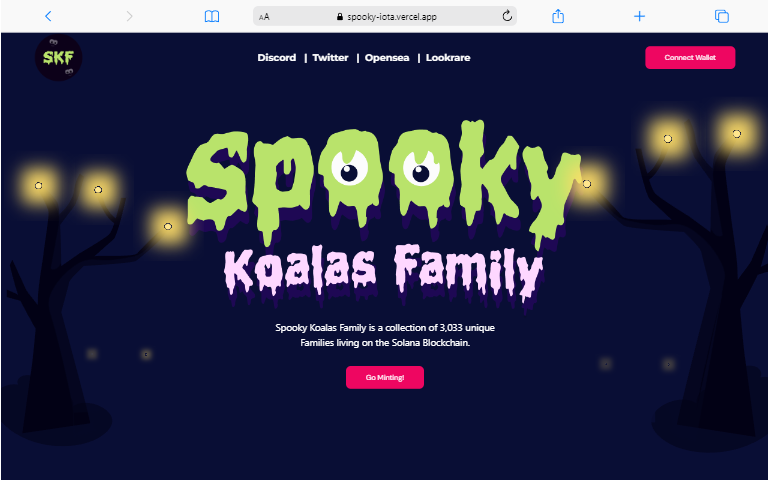 AA spooky-iota.vercel.app
SKF Discord | Twitter | Opensea | Lookrare Connect Wallet
Spooky
Koalas Family
Spooky Koalas Family is a collection of 3,033 unique
Families living on the Solana Blockchain.
Go Minting!